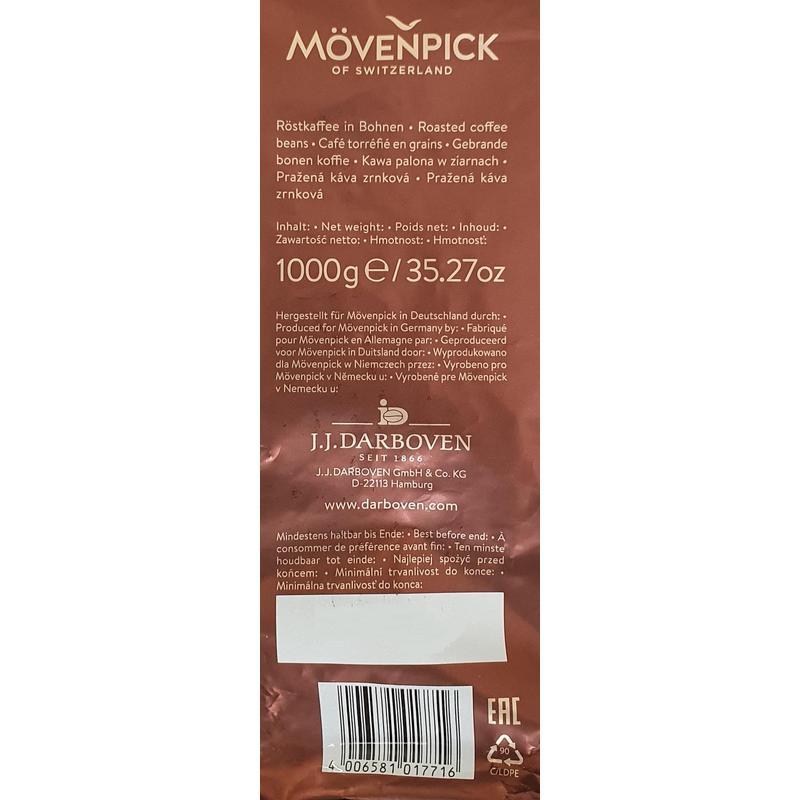 MÖVENPICK
OF SWITZERLAND
Röstkaffee in Bohnen • Roasted coffee
beans • Café torréfié en grains • Gebrande
bonen koffie • Kawa palona w ziarnach •
Pražená káva zrnková • Pražená káva
zrnková
Inhalt: • Net weight: • Poids net: • Inhoud: •
Zawartość netto: • Hmotnost: • Hmotnosť:
1000g℮/35.27oz
Hergestellt für Mövenpick in Deutschland durch: •
Produced for Mövenpick in Germany by: • Fabriqué
pour Mövenpick en Allemagne par: • Geproduceerd
voor Mövenpick in Duitsland door: • Wyprodukowano
dla Mövenpick w Niemczech przez: • Vyrobeno pro
Mövenpick v Německu u: • Vyrobené pre Mövenpick
v Nemecku u:
J.J.DARBOVEN
SEIT 1866
J.J.DARBOVEN GmbH & Co. KG
D-22113 Hamburg
www.darboven.com
Mindestens haltbar bis Ende: • Best before end: • À
consommer de préférence avant fin: • Ten minste
houdbaar tot einde: • Najlepiej spożyć przed
końcem: • Minimální trvanlivost do konce: •
Minimálna trvanlivosť do konca:
EAC
4 006581 017716
90
C/LDPE